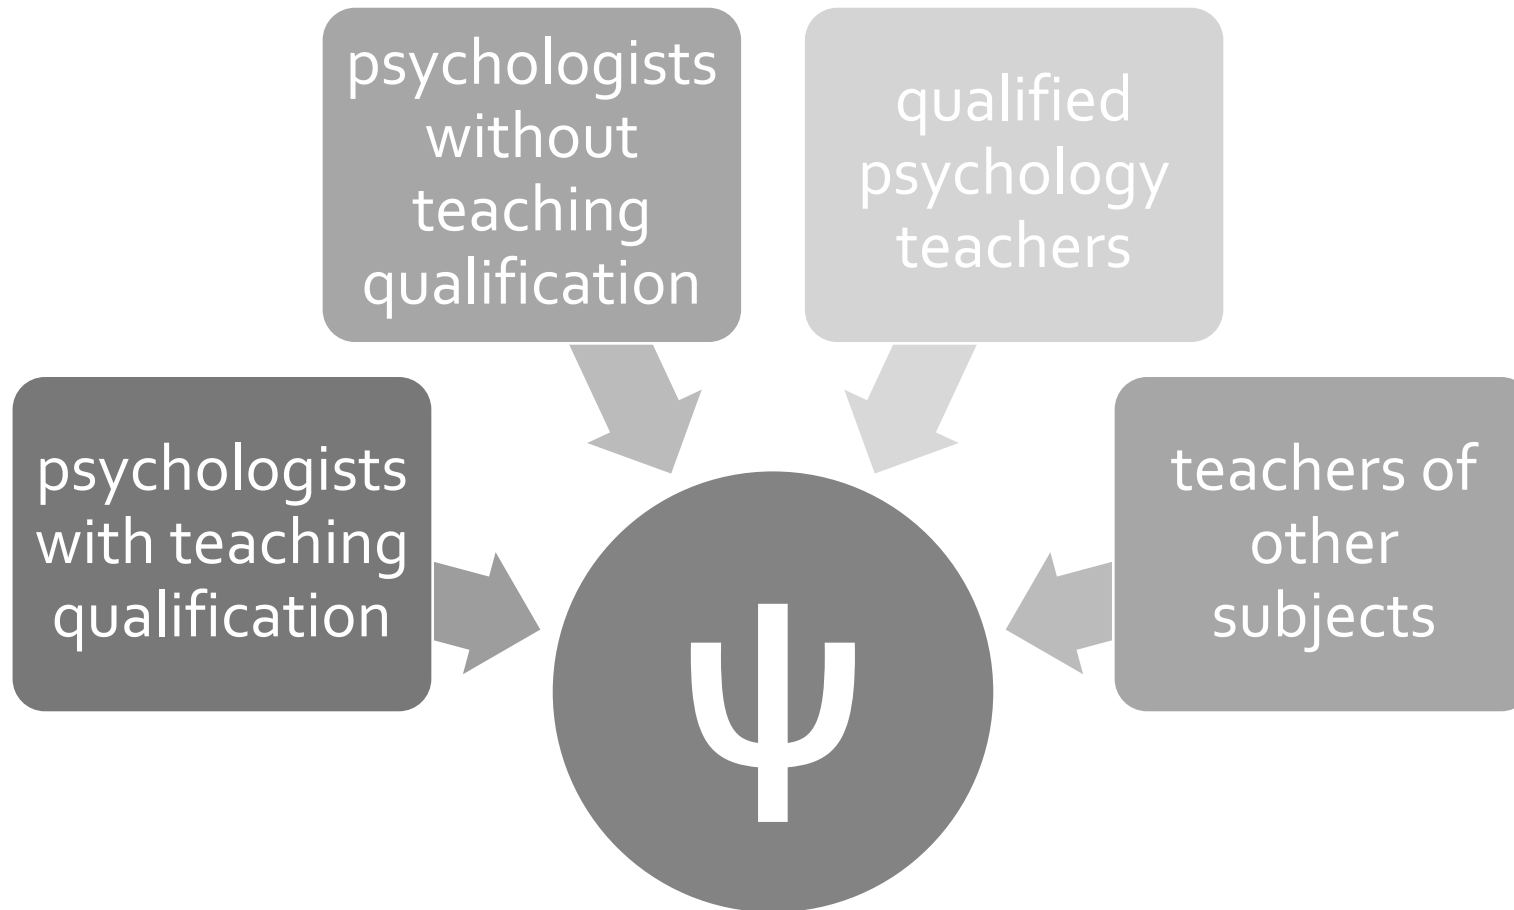 psychologists
without
teaching
qualification
qualified
psychology
teachers
psychologists
with teaching
qualification
teachers of
other
subjects
ψ